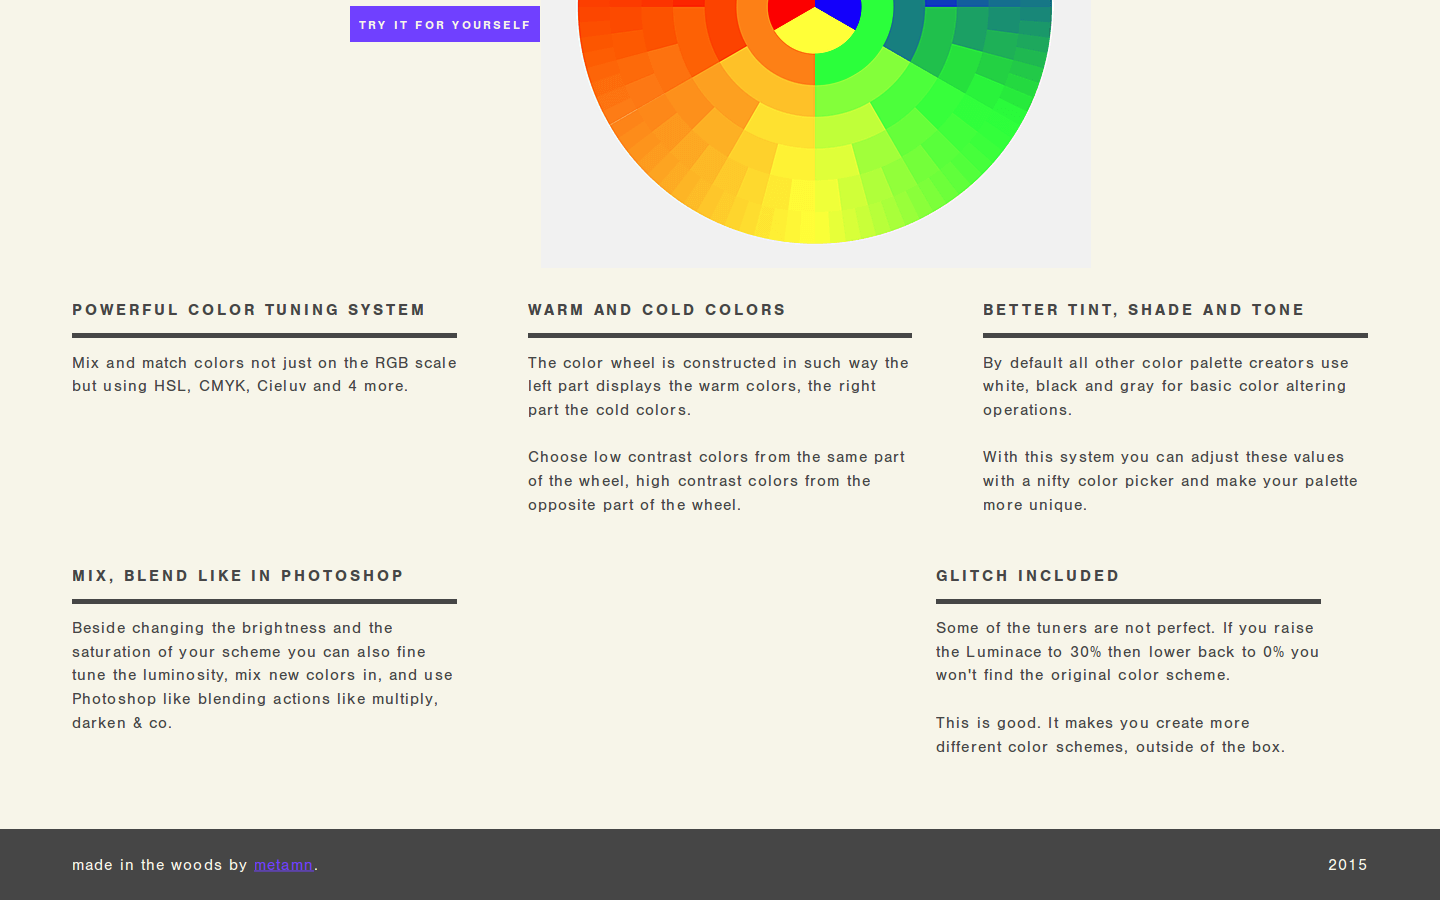 TRY IT FOR YOURSELF
POWERFUL COLOR TUNING SYSTEM
Mix and match colors not just on the RGB scale
but using HSL, CMYK, Cieluv and 4 more.
WARM AND COLD COLORS
The color wheel is constructed in such way the
left part displays the warm colors, the right
part the cold colors.
Choose low contrast colors from the same part
of the wheel, high contrast colors from the
opposite part of the wheel.
BETTER TINT, SHADE AND TONE
By default all other color palette creators use
white, black and gray for basic color altering
operations.
With this system you can adjust these values
with a nifty color picker and make your palette
more unique.
MIX, BLEND LIKE IN PHOTOSHOP
Beside changing the brightness and the
saturation of your scheme you can also fine
tune the luminosity, mix new colors in, and use
Photoshop like blending actions like multiply,
darken & co.
GLITCH INCLUDED
Some of the tuners are not perfect. If you raise
the Luminace to 30% then lower back to 0% you
won't find the original color scheme.
This is good. It makes you create more
different color schemes, outside of the box.
made in the woods by metamn.
2015